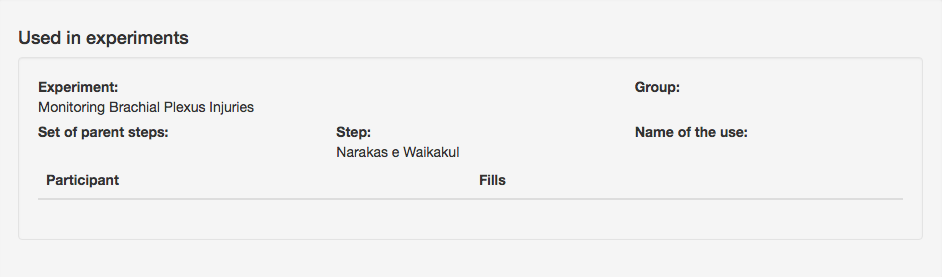 Used in experiments
Experiment: Group:
Monitoring Brachial Plexus Injuries
Set of parent steps: Step: Name of the use:
Narakas e Waikakul
Participant Fills